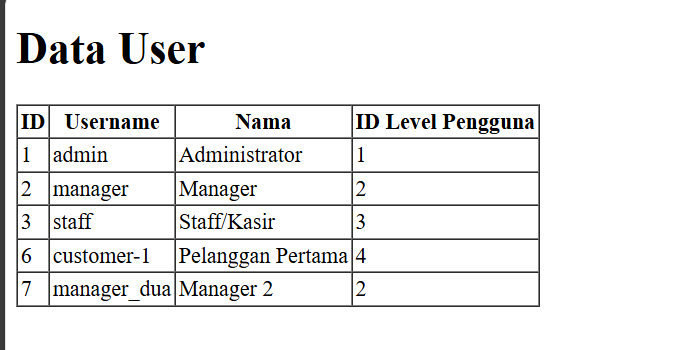 Data User
ID Username Nama ID Level Pengguna
1 admin Administrator 1
2 manager Manager 2
3 staff Staff/Kasir 3
6 customer-1 Pelanggan Pertama 4
7 manager_dua Manager 2 2